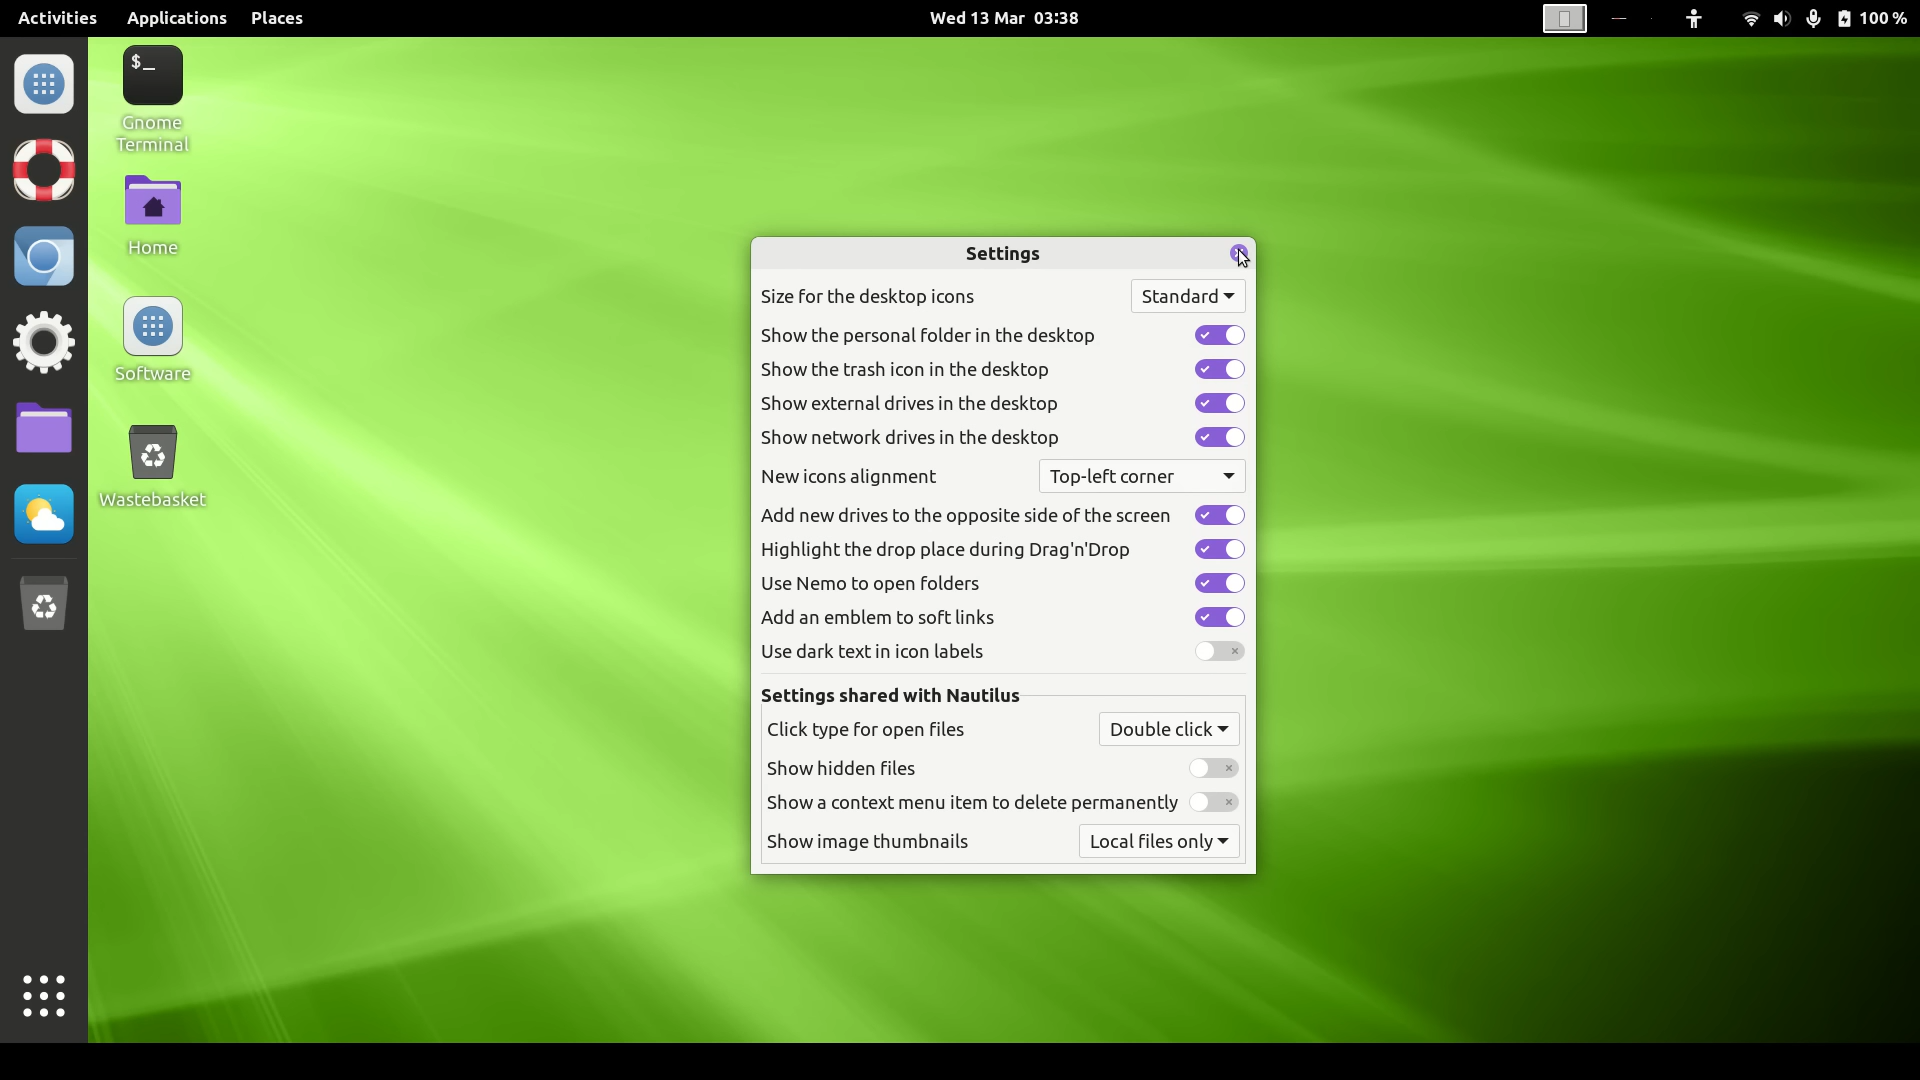 Activities Applications Places Wed 13 Mar 03:38 100 %
$_
Gnome
Terminal
Home
Software
Wastebasket
Settings
Size for the desktop icons Standard
Show the personal folder in the desktop
Show the trash icon in the desktop
Show external drives in the desktop
Show network drives in the desktop
New icons alignment Top-left corner
Add new drives to the opposite side of the screen
Highlight the drop place during Drag'n'Drop
Use Nemo to open folders
Add an emblem to soft links
Use dark text in icon labels
Settings shared with Nautilus
Click type for open files Double click
Show hidden files
Show a context menu item to delete permanently
Show image thumbnails Local files only